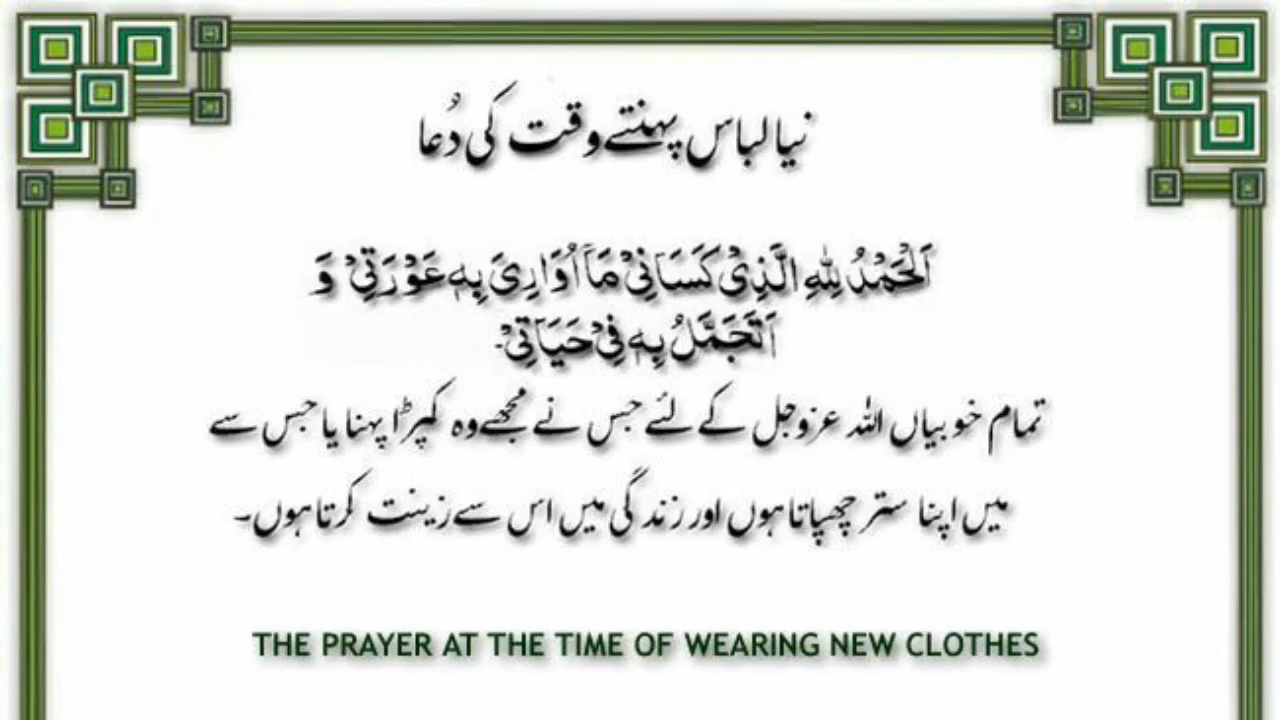 نیا لباس پہنتے وقت کی دُعا
اَلْحَمْدُ لِلّٰهِ الَّذِیْ کَسَانِیْ مَآ اُوَارِیَ بِهٖ عَوْرَتِیْ وَ
اَتَجَمَّلُ بِهٖ فِیْ حَیَاتِیْ۔
تمام خوبیاں اللہ عزوجل کے لئے جس نے مجھے وہ کپڑا پہنایا جس سے
میں اپنا ستر چھپاتا ہوں اور زندگی میں اس سے زینت کرتا ہوں۔
THE PRAYER AT THE TIME OF WEARING NEW CLOTHES